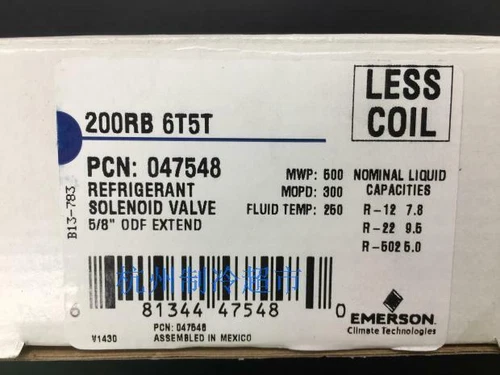 LESS
COIL
200RB 6T5T
PCN: 047548
REFRIGERANT
SOLENOID VALVE
5/8" ODF EXTEND
MWP: 500
MOPD: 300
FLUID TEMP: 250
NOMINAL LIQUID
CAPACITIES
R-12 7.8
R-22 9.5
R-502 5.0
B13-783
杭州制冷超市
6 81344 47548 0
V1430
PCN: 047548
ASSEMBLED IN MEXICO
EMERSON
Climate Technologies